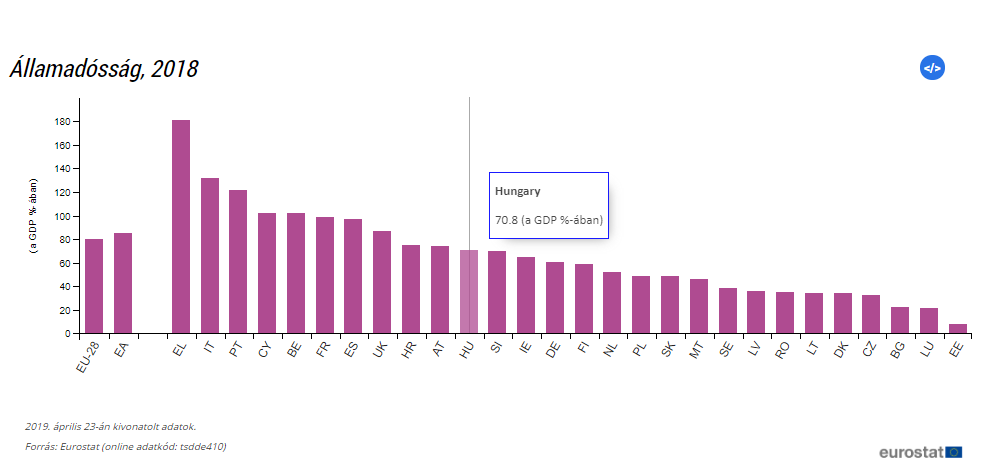 Államadósság, 2018
</>
(a GDP %-ában)
180
160
140
120
100
80
60
40
20
0
Hungary
70.8 (a GDP %-ában)
EU-28 EA EL IT PT CY BE FR ES UK HR AT HU SI IE DE FI NL PL SK MT SE LV RO LT DK CZ BG LU EE
2019. április 23-án kivonatolt adatok.
Forrás: Eurostat (online adatkód: tsdde410)
eurostat